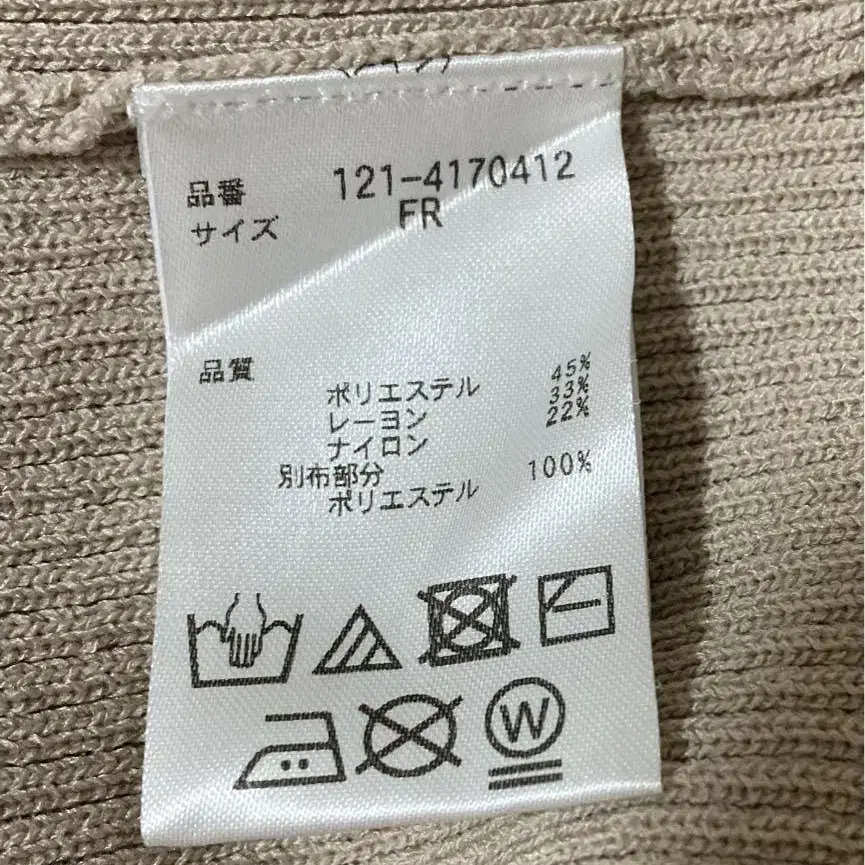 品番 121-4170412
サイズ FR
品質
ポリエステル 45%
レーヨン 33%
ナイロン 22%
別布部分
ポリエステル 100%
W